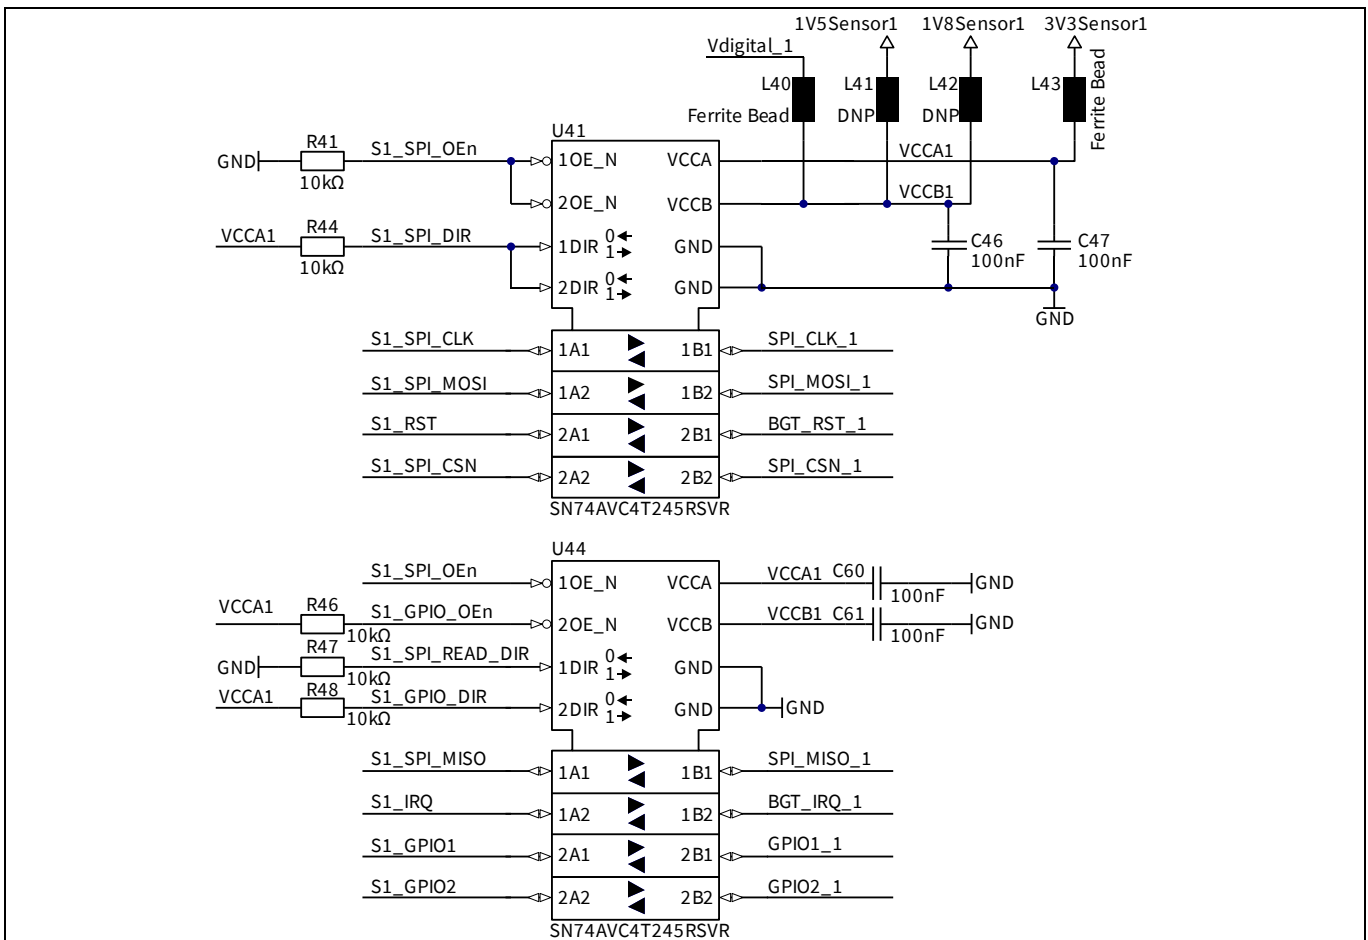 1V5Sensor1 1V8Sensor1 3V3Sensor1
Vdigital_1
L40 L41 L42 L43
Ferrite Bead DNP DNP Ferrite Bead
U41
R41 S1_SPI_OEn
GND 1OE_N VCCA VCCA1
10kΩ
2OE_N VCCB VCCB1
R44
VCCA1 S1_SPI_DIR 1DIR 0 1 GND C46 100nF C47 100nF
10kΩ
2DIR 0 1 GND
GND
S1_SPI_CLK 1A1 1B1 SPI_CLK_1
S1_SPI_MOSI 1A2 1B2 SPI_MOSI_1
S1_RST 2A1 2B1 BGT_RST_1
S1_SPI_CSN 2A2 2B2 SPI_CSN_1
SN74AVC4T245RSVR
U44
S1_SPI_OEn 1OE_N VCCA VCCA1 C60 GND
100nF
VCCA1 R46 S1_GPIO_OEn 2OE_N VCCB VCCB1 C61 GND
10kΩ 100nF
GND R47 S1_SPI_READ_DIR 1DIR 0 1 GND
10kΩ
VCCA1 R48 S1_GPIO_DIR 2DIR 0 1 GND GND
10kΩ
S1_SPI_MISO 1A1 1B1 SPI_MISO_1
S1_IRQ 1A2 1B2 BGT_IRQ_1
S1_GPIO1 2A1 2B1 GPIO1_1
S1_GPIO2 2A2 2B2 GPIO2_1
SN74AVC4T245RSVR